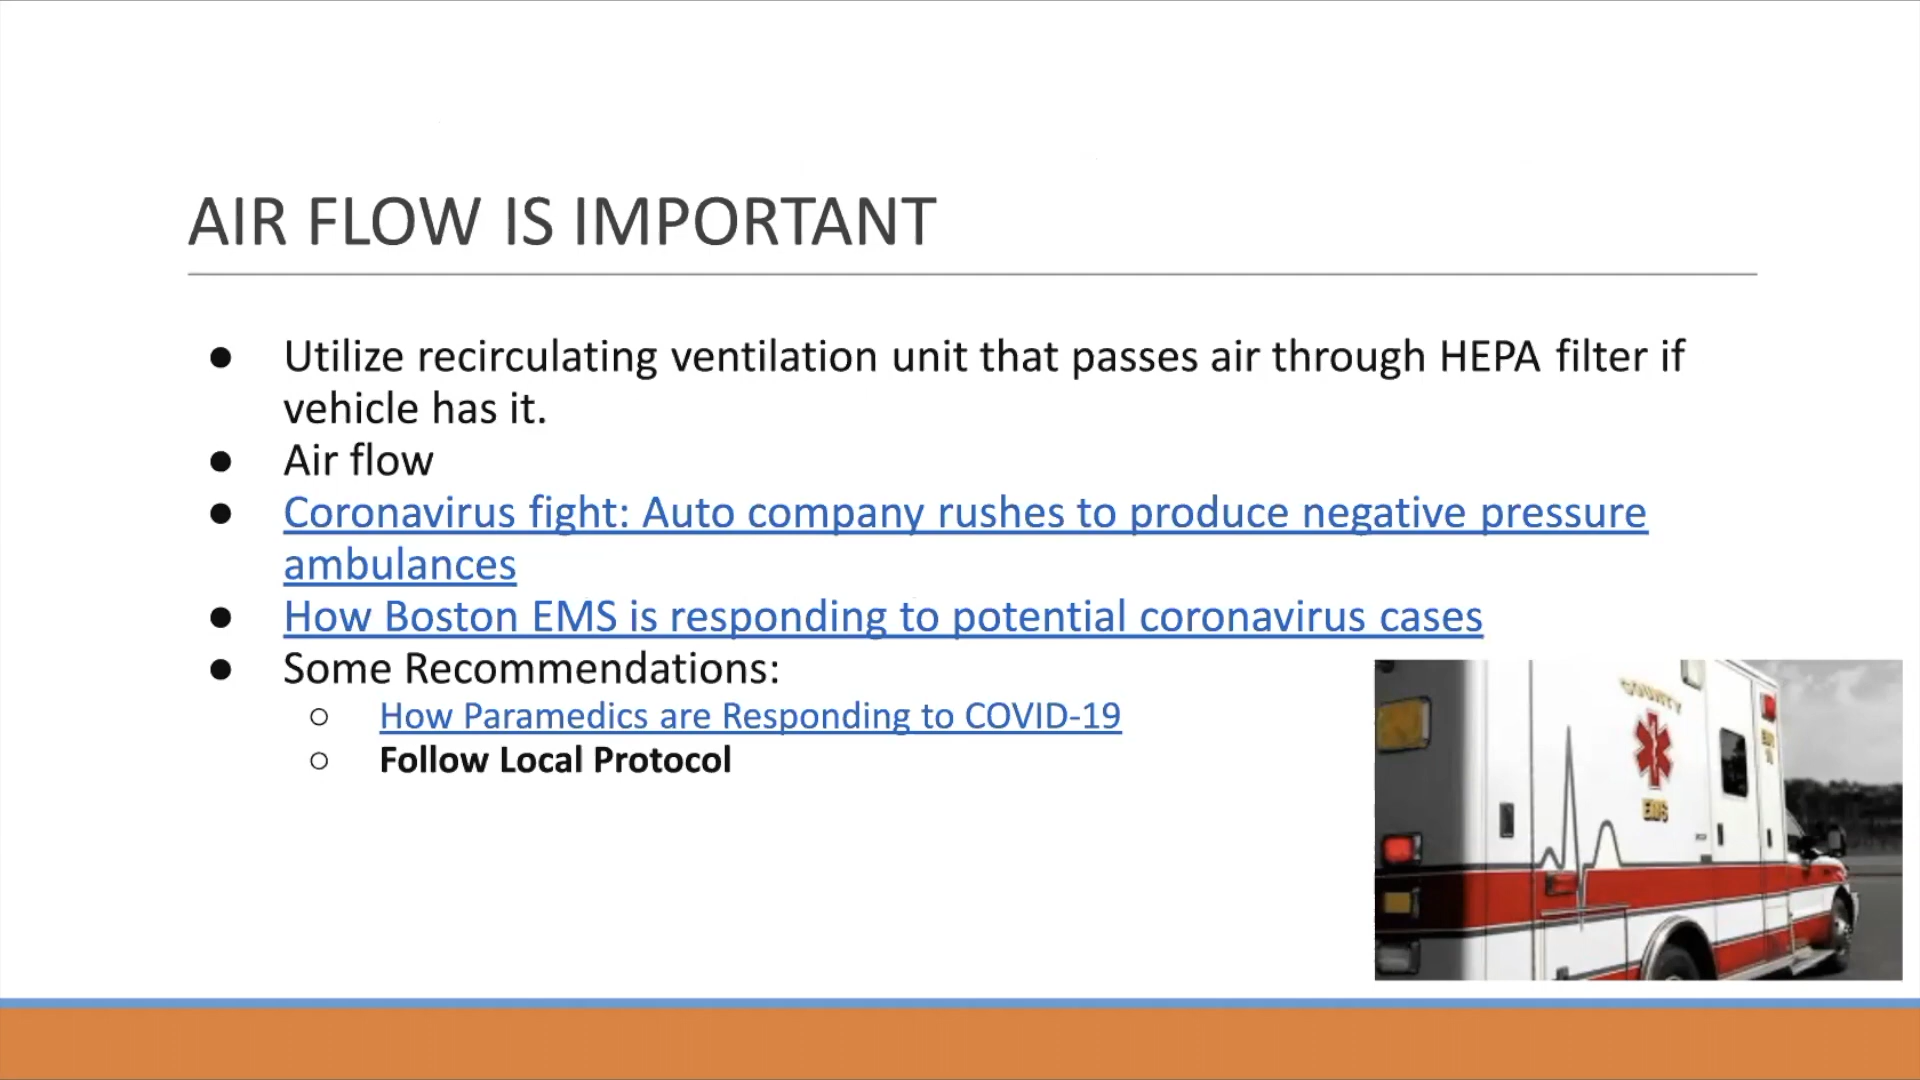 AIR FLOW IS IMPORTANT
● Utilize recirculating ventilation unit that passes air through HEPA filter if
vehicle has it.
● Air flow
● Coronavirus fight: Auto company rushes to produce negative pressure
ambulances
● How Boston EMS is responding to potential coronavirus cases
● Some Recommendations:
○ How Paramedics are Responding to COVID-19
○ Follow Local Protocol
COUNTY
EMS